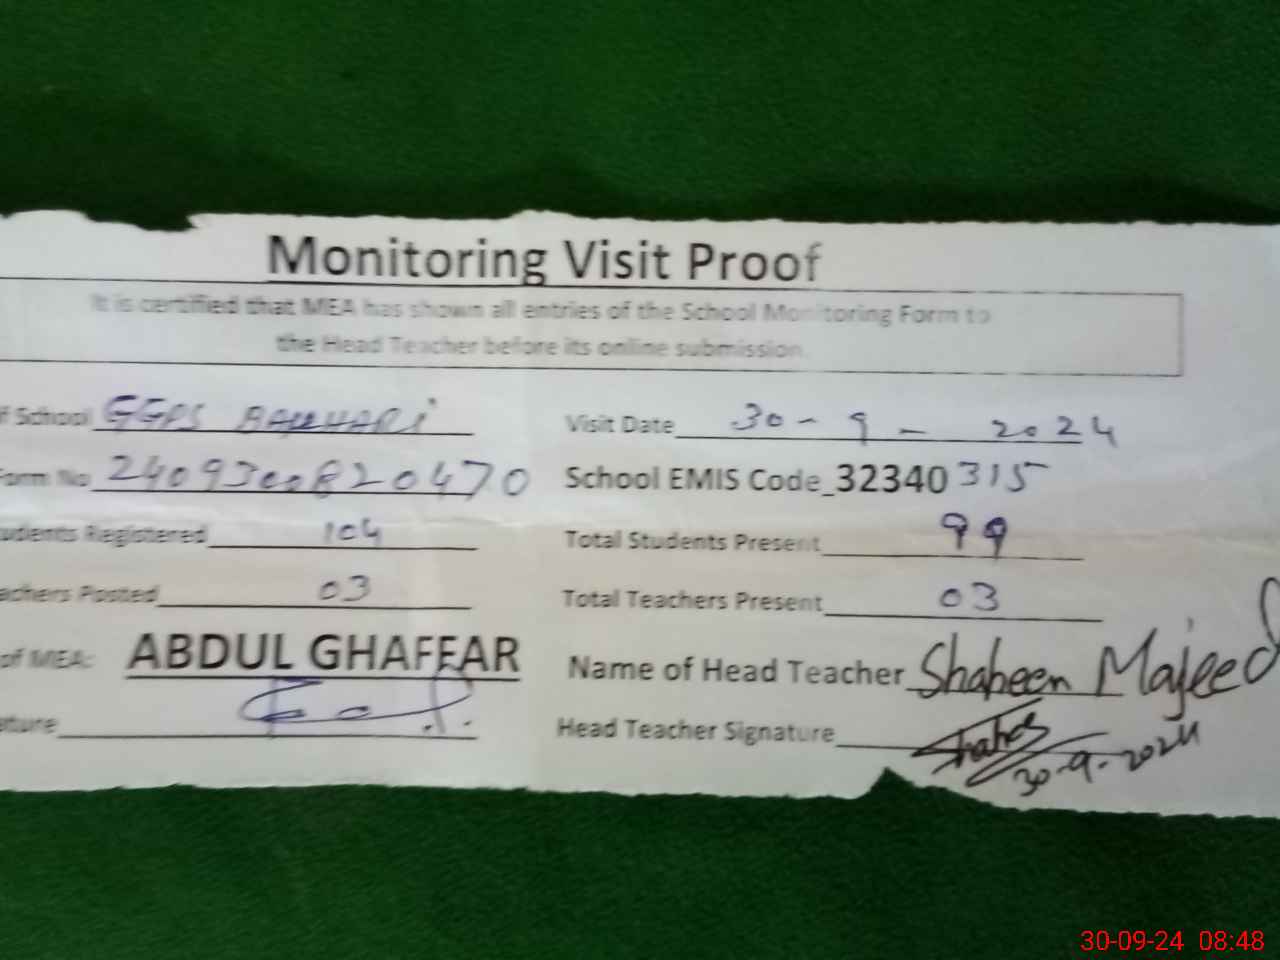 Monitoring Visit Proof
It is certified that MEA has shown all entries of the School Monitoring Form to
the Head Teacher before its online submission.
f School GGPS Visit Date 30-9-2024
Form No 2409300820470 School EMIS Code_32340315
udents Registered 104 Total Students Present 99
achers Posted 03 Total Teachers Present 03
of MEA: ABDUL GHAFFAR Name of Head Teacher Shaheen Majeed
ature Head Teacher Signature
30-9-2024
30-09-24 08:48